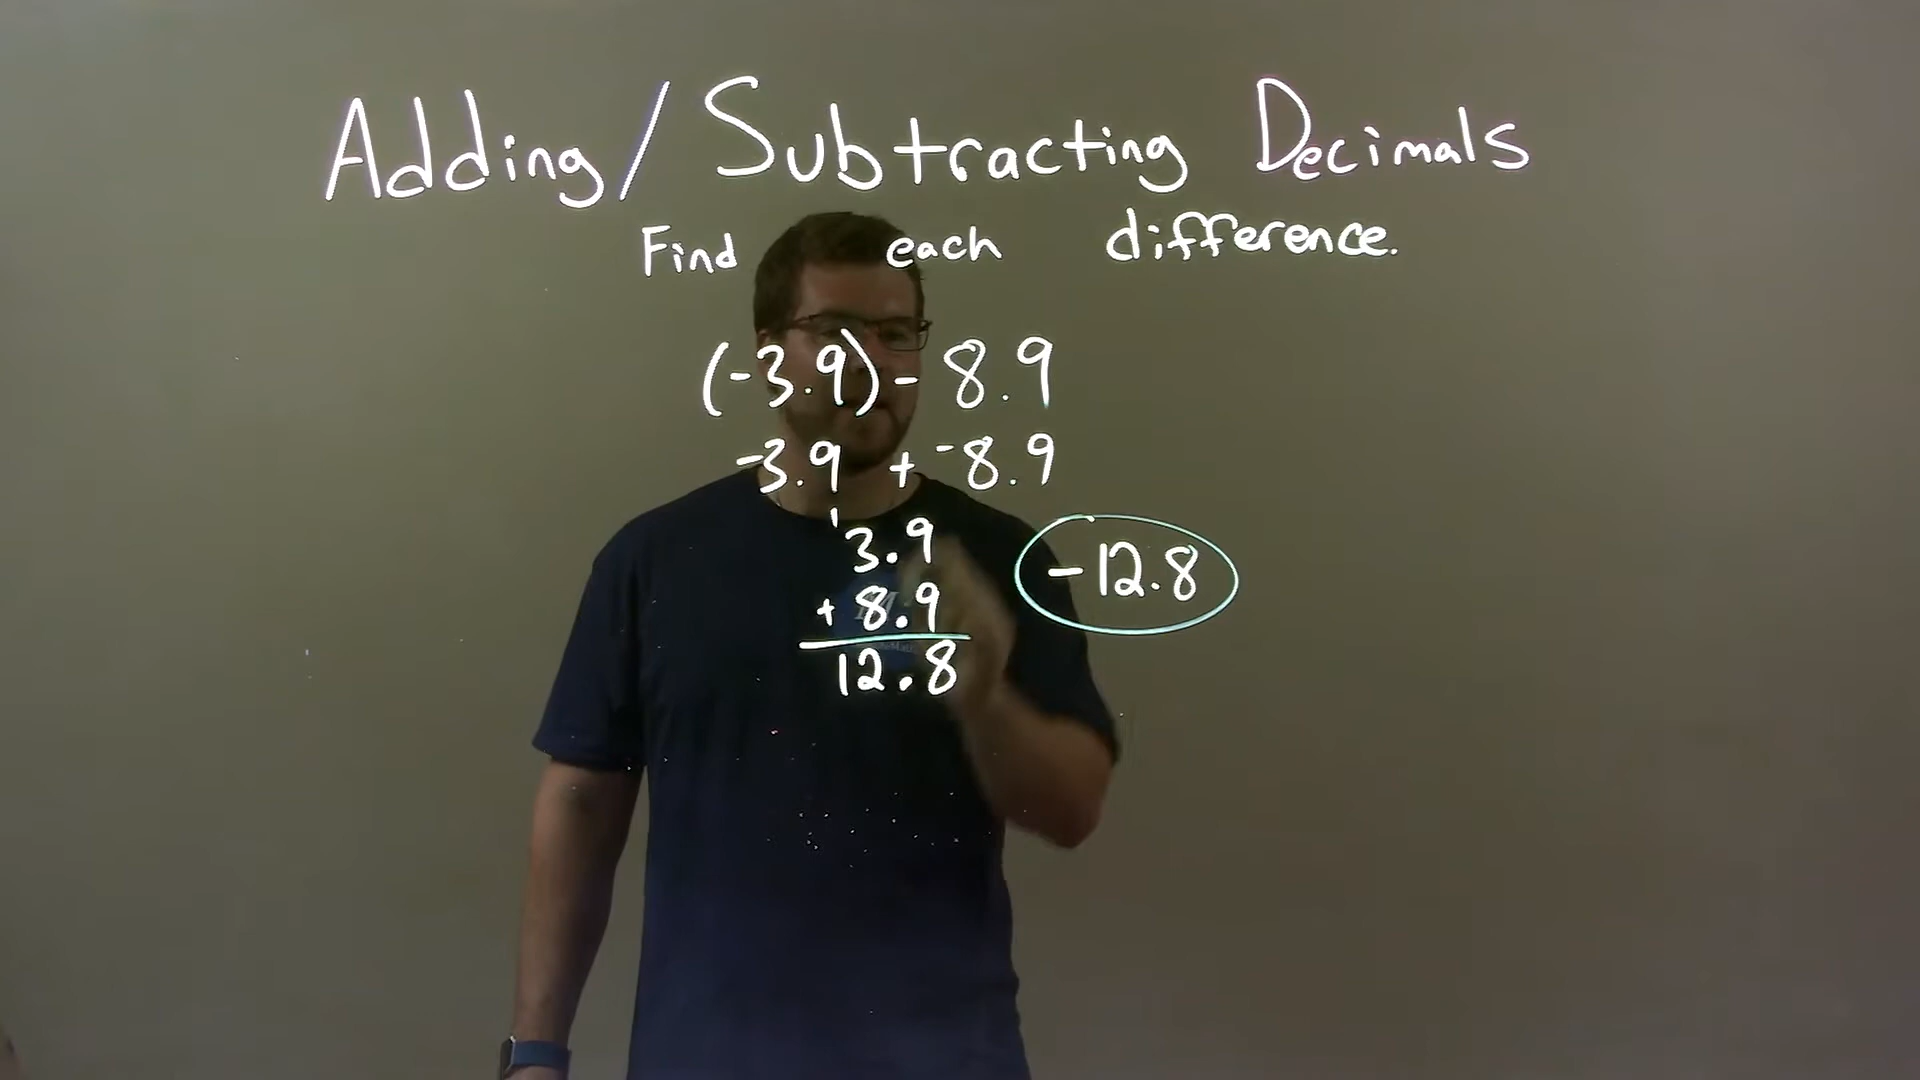 Adding/Subtracting Decimals
Find each difference.
(-3.9) - 8.9
-3.9 + -8.9
1
3.9
+ 8.9
12.8
-12.8